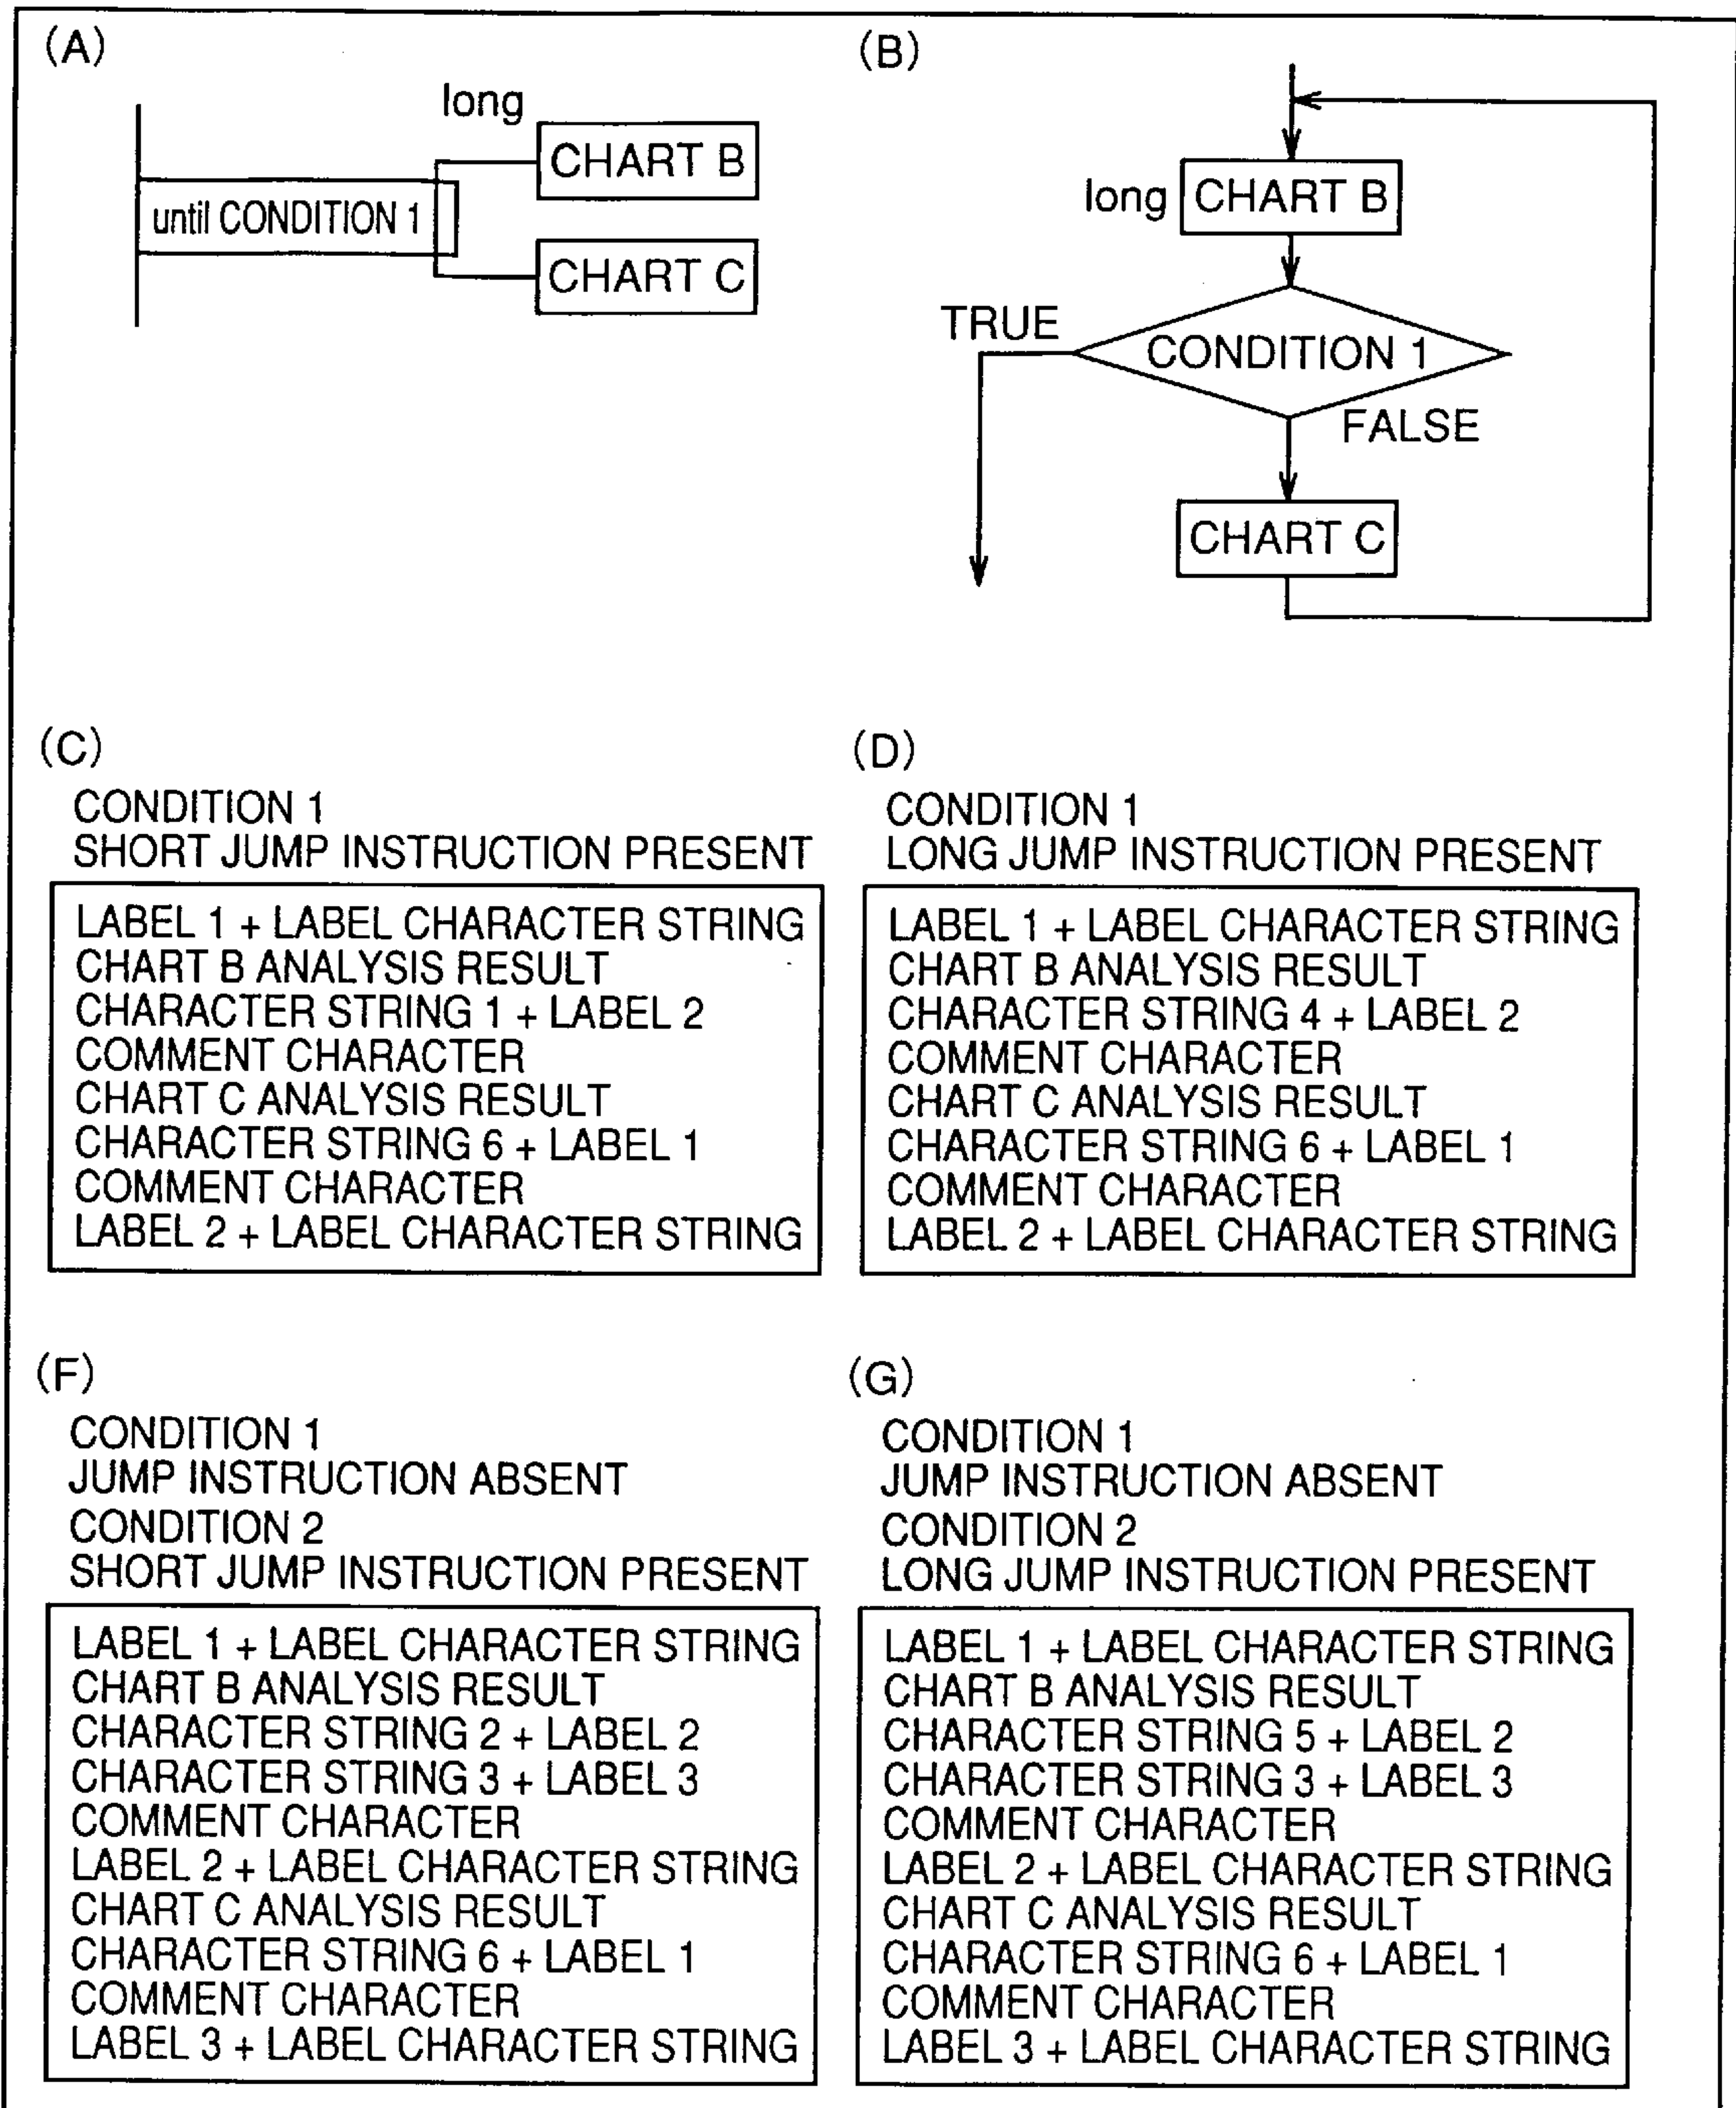 (A)
long
CHART B
until CONDITION 1
CHART C
(B)
long
CHART B
TRUE
CONDITION 1
FALSE
CHART C
(C)
CONDITION 1
SHORT JUMP INSTRUCTION PRESENT
LABEL 1 + LABEL CHARACTER STRING
CHART B ANALYSIS RESULT
CHARACTER STRING 1 + LABEL 2
COMMENT CHARACTER
CHART C ANALYSIS RESULT
CHARACTER STRING 6 + LABEL 1
COMMENT CHARACTER
LABEL 2 + LABEL CHARACTER STRING
(D)
CONDITION 1
LONG JUMP INSTRUCTION PRESENT
LABEL 1 + LABEL CHARACTER STRING
CHART B ANALYSIS RESULT
CHARACTER STRING 4 + LABEL 2
COMMENT CHARACTER
CHART C ANALYSIS RESULT
CHARACTER STRING 6 + LABEL 1
COMMENT CHARACTER
LABEL 2 + LABEL CHARACTER STRING
(F)
CONDITION 1
JUMP INSTRUCTION ABSENT
CONDITION 2
SHORT JUMP INSTRUCTION PRESENT
LABEL 1 + LABEL CHARACTER STRING
CHART B ANALYSIS RESULT
CHARACTER STRING 2 + LABEL 2
CHARACTER STRING 3 + LABEL 3
COMMENT CHARACTER
LABEL 2 + LABEL CHARACTER STRING
CHART C ANALYSIS RESULT
CHARACTER STRING 6 + LABEL 1
COMMENT CHARACTER
LABEL 3 + LABEL CHARACTER STRING
(G)
CONDITION 1
JUMP INSTRUCTION ABSENT
CONDITION 2
LONG JUMP INSTRUCTION PRESENT
LABEL 1 + LABEL CHARACTER STRING
CHART B ANALYSIS RESULT
CHARACTER STRING 5 + LABEL 2
CHARACTER STRING 3 + LABEL 3
COMMENT CHARACTER
LABEL 2 + LABEL CHARACTER STRING
CHART C ANALYSIS RESULT
CHARACTER STRING 6 + LABEL 1
COMMENT CHARACTER
LABEL 3 + LABEL CHARACTER STRING